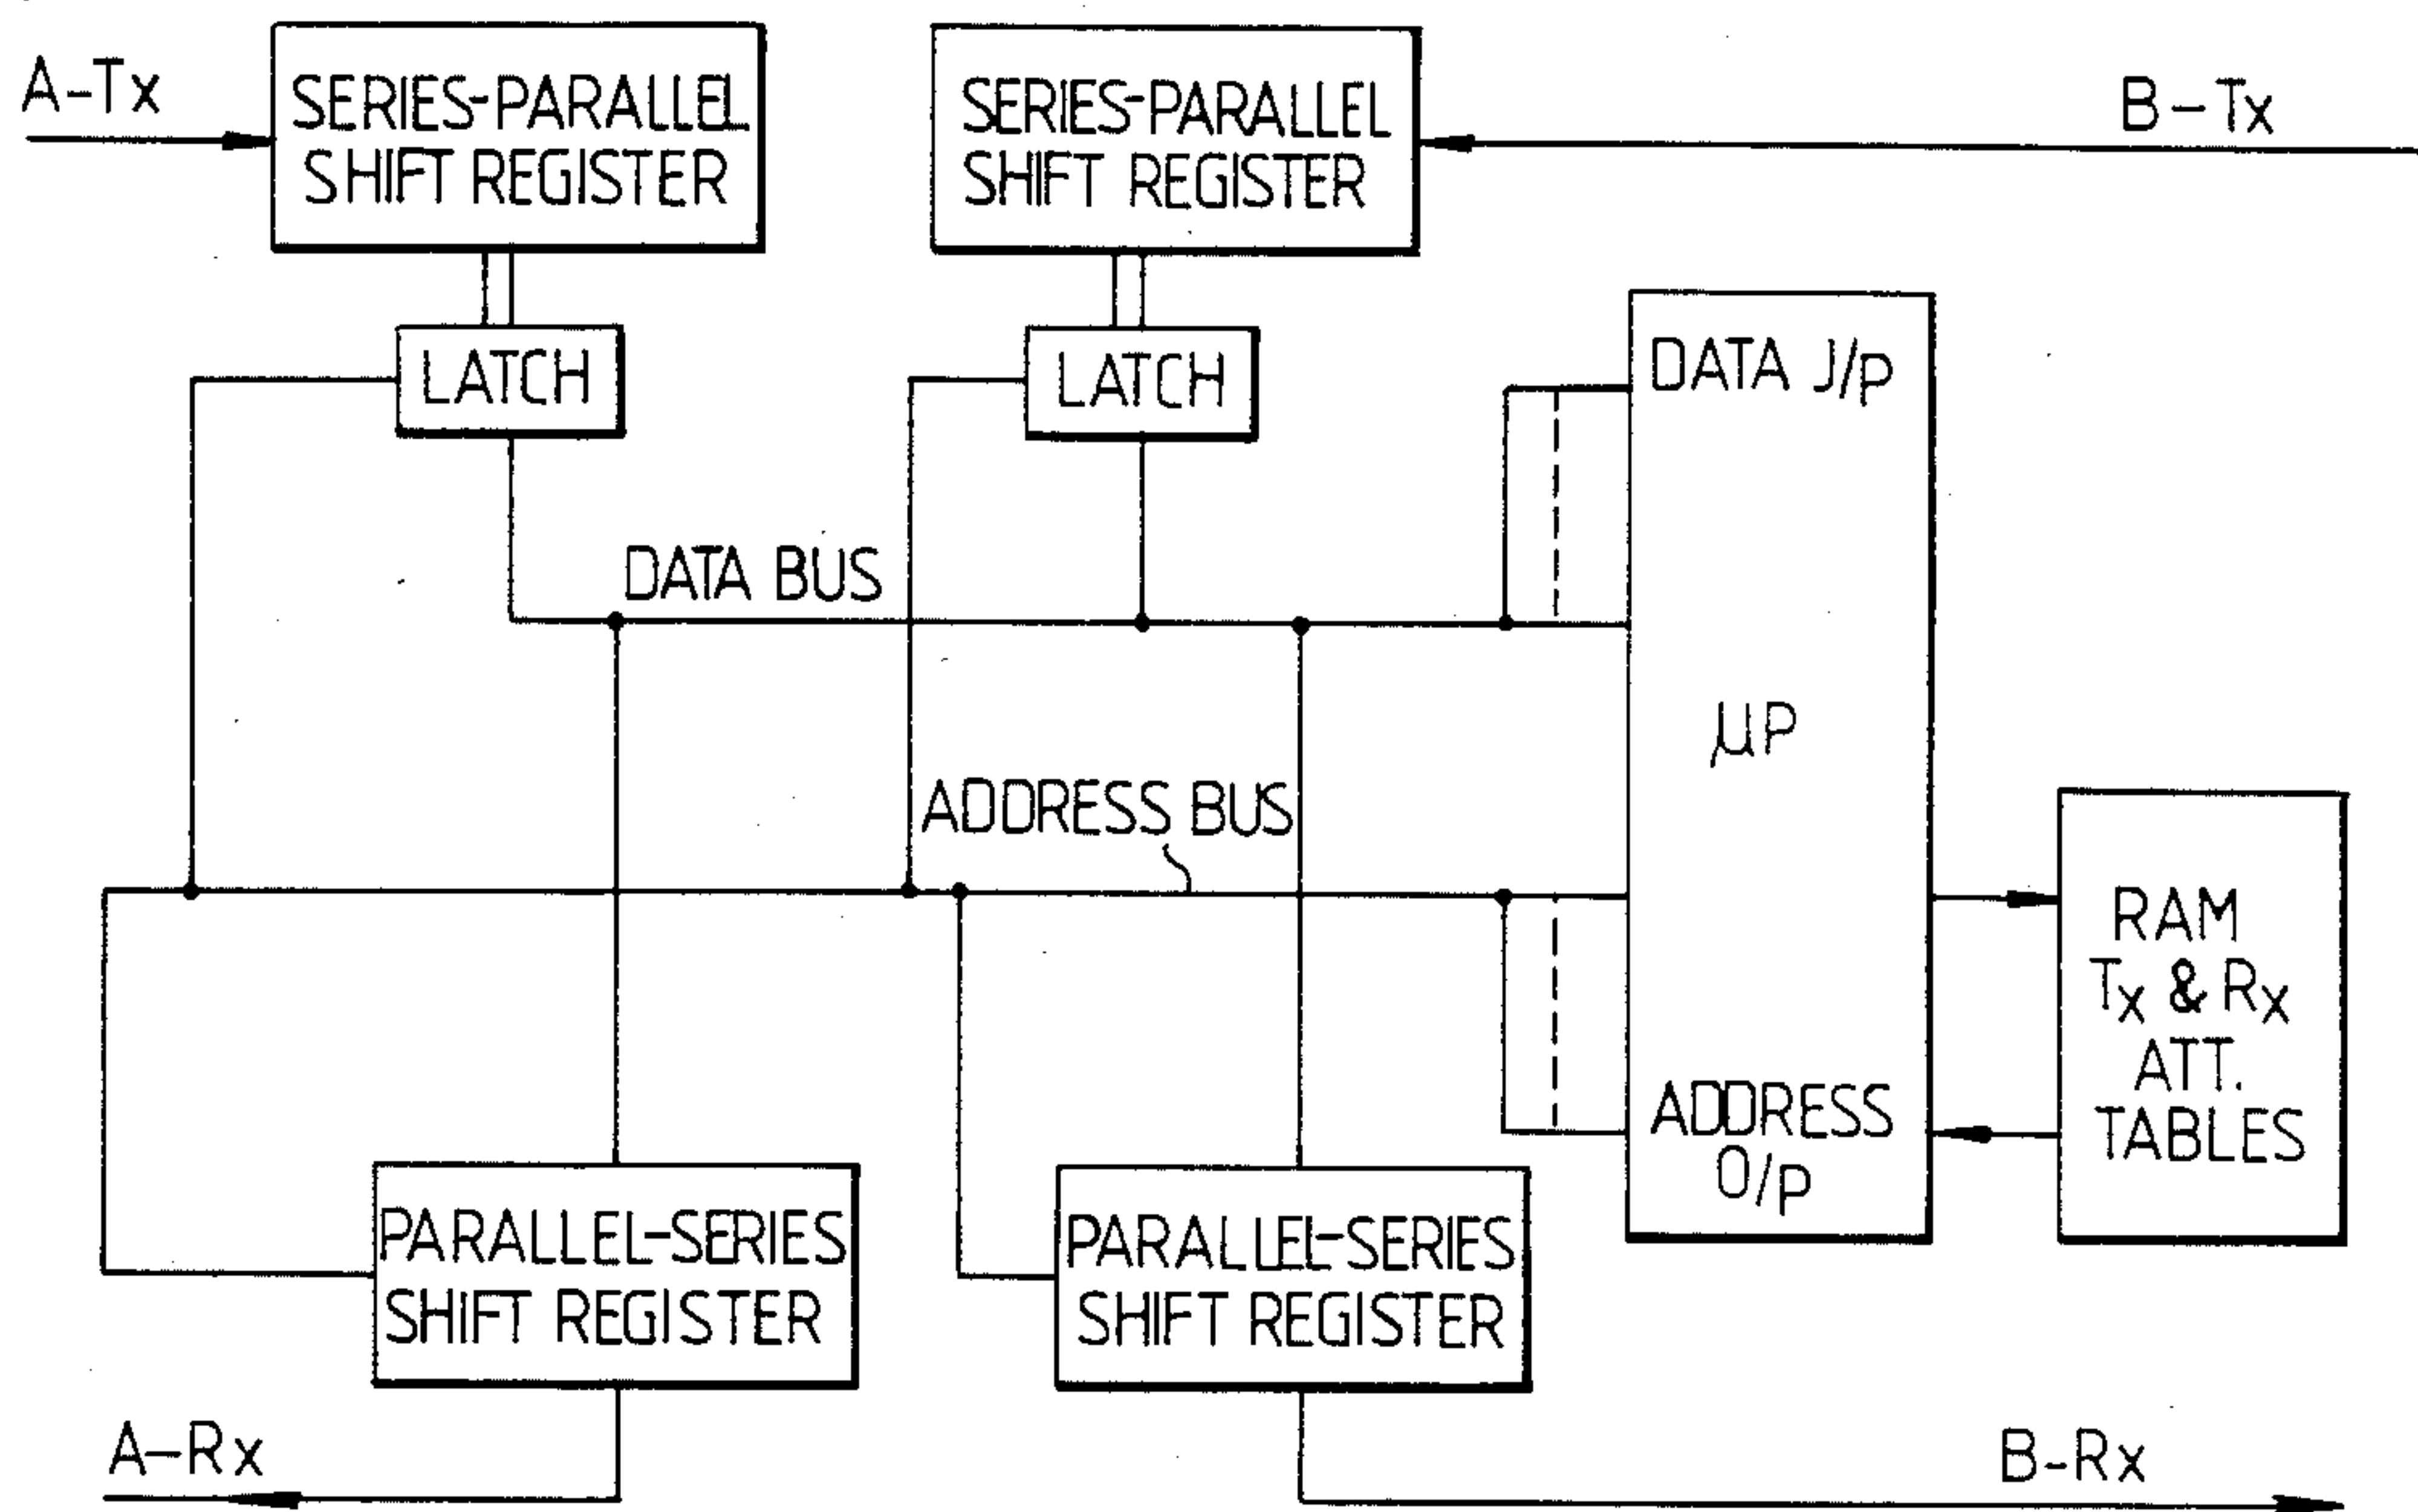 A-Tx
SERIES-PARALLEL
SHIFT REGISTER
SERIES-PARALLEL
SHIFT REGISTER
B-Tx
LATCH
LATCH
DATA J/P
DATA BUS
μP
ADDRESS BUS
RAM
Tx & Rx
ATT.
TABLES
ADDRESS
O/P
PARALLEL-SERIES
SHIFT REGISTER
PARALLEL-SERIES
SHIFT REGISTER
A-Rx
B-Rx